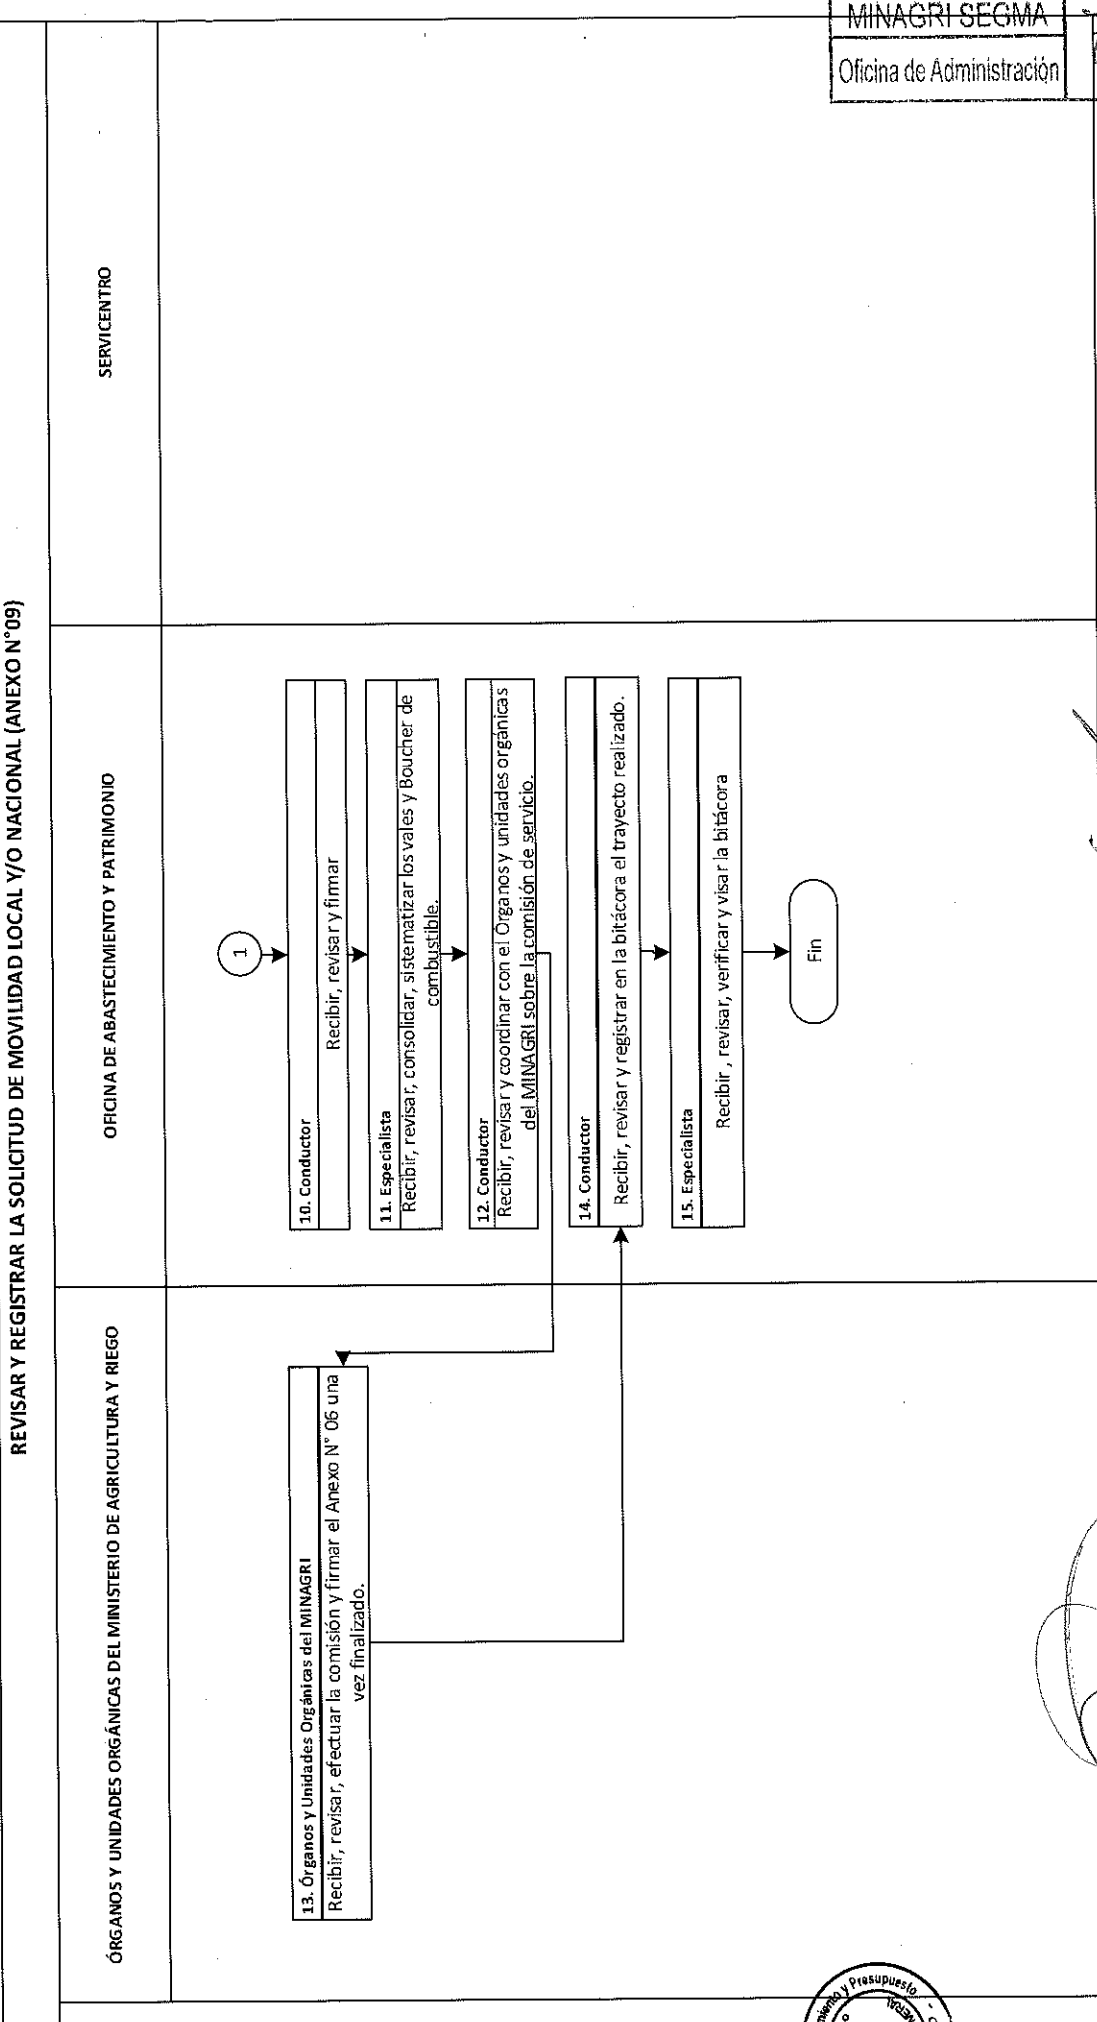 MINAGRI SEGMA
Oficina de Administración
REVISAR Y REGISTRAR LA SOLICITUD DE MOVILIDAD LOCAL Y/O NACIONAL (ANEXO N°09)
ÓRGANOS Y UNIDADES ORGÁNICAS DEL MINISTERIO DE AGRICULTURA Y RIEGO
OFICINA DE ABASTECIMIENTO Y PATRIMONIO
SERVICENTRO
1
10. Conductor
Recibir, revisar y firmar
11. Especialista
Recibir, revisar, consolidar, sistematizar los vales y Boucher de
combustible.
12. Conductor
Recibir, revisar y coordinar con el Órganos y unidades orgánicas
del MINAGRI sobre la comisión de servicio.
13. Órganos y Unidades Orgánicas del MINAGRI
Recibir, revisar, efectuar la comisión y firmar el Anexo N° 06 una
vez finalizado.
14. Conductor
Recibir, revisar y registrar en la bitácora el trayecto realizado.
15. Especialista
Recibir , revisar, verificar y visar la bitácora
Fin
y Presupuesto